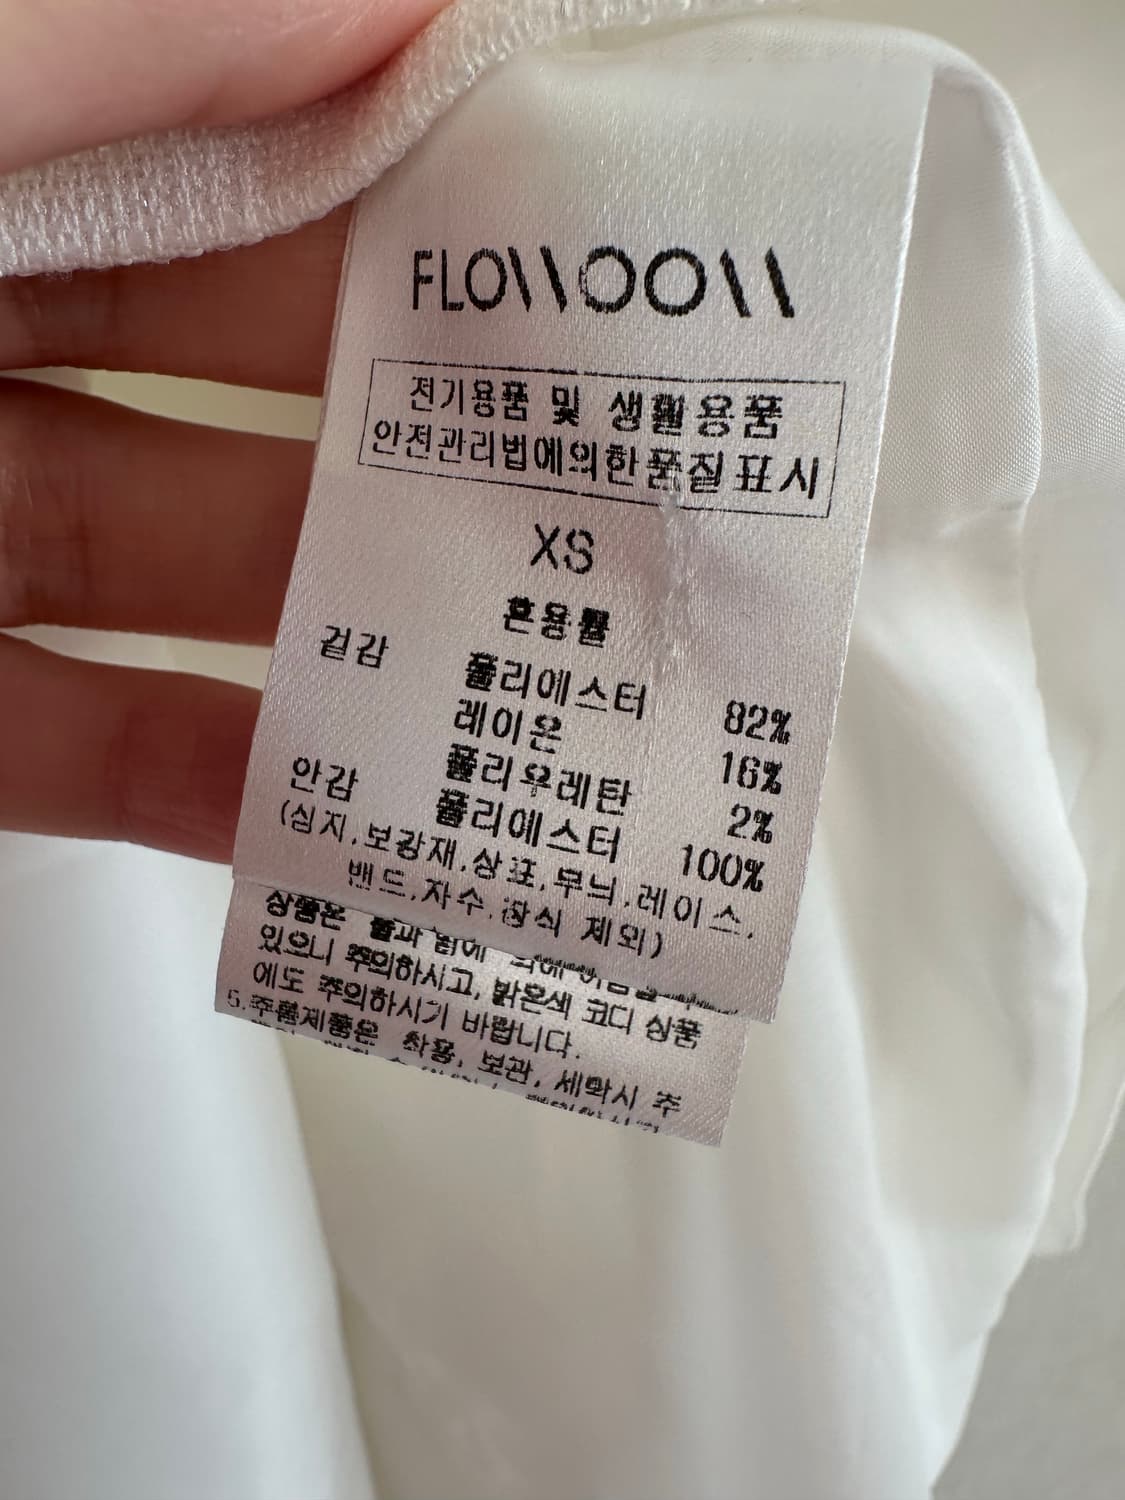 FLOWOOM
전기용품 및 생활용품
안전관리법에의한품질표시
XS
혼용률
겉감 폴리에스터 82%
레이온 16%
폴리우레탄 2%
안감 폴리에스터 100%
(심지,보강재,상표,무늬,레이스,
밴드,자수,장식 제외)
상품은
있으니 주의하시고, 밝은색 코디 상품
에도 주의하시기 바랍니다.
5.주름제품은 착용, 보관, 세탁시 주